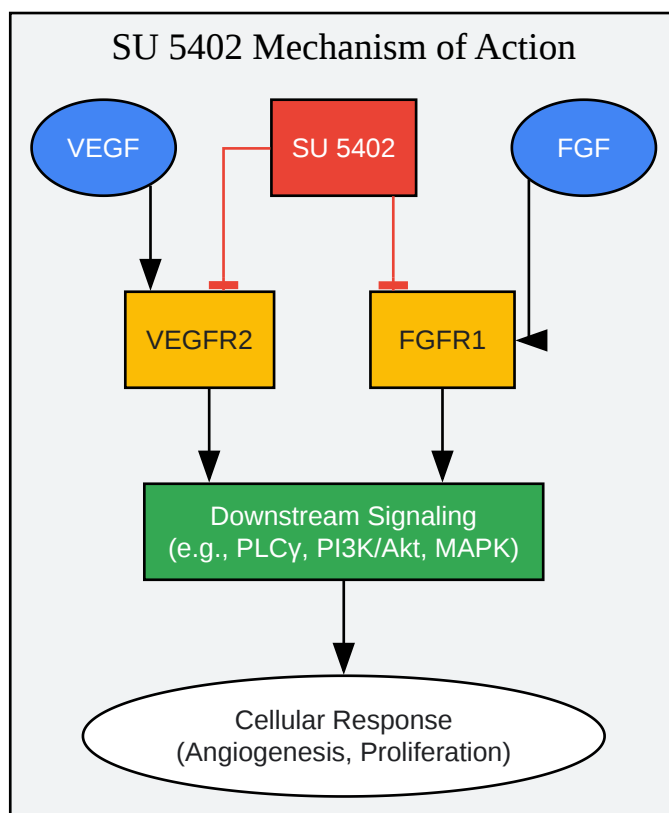 SU 5402 Mechanism of Action
VEGF
SU 5402
FGF
VEGFR2
FGFR1
Downstream Signaling
(e.g., PLCγ, PI3K/Akt, MAPK)
Cellular Response
(Angiogenesis, Proliferation)